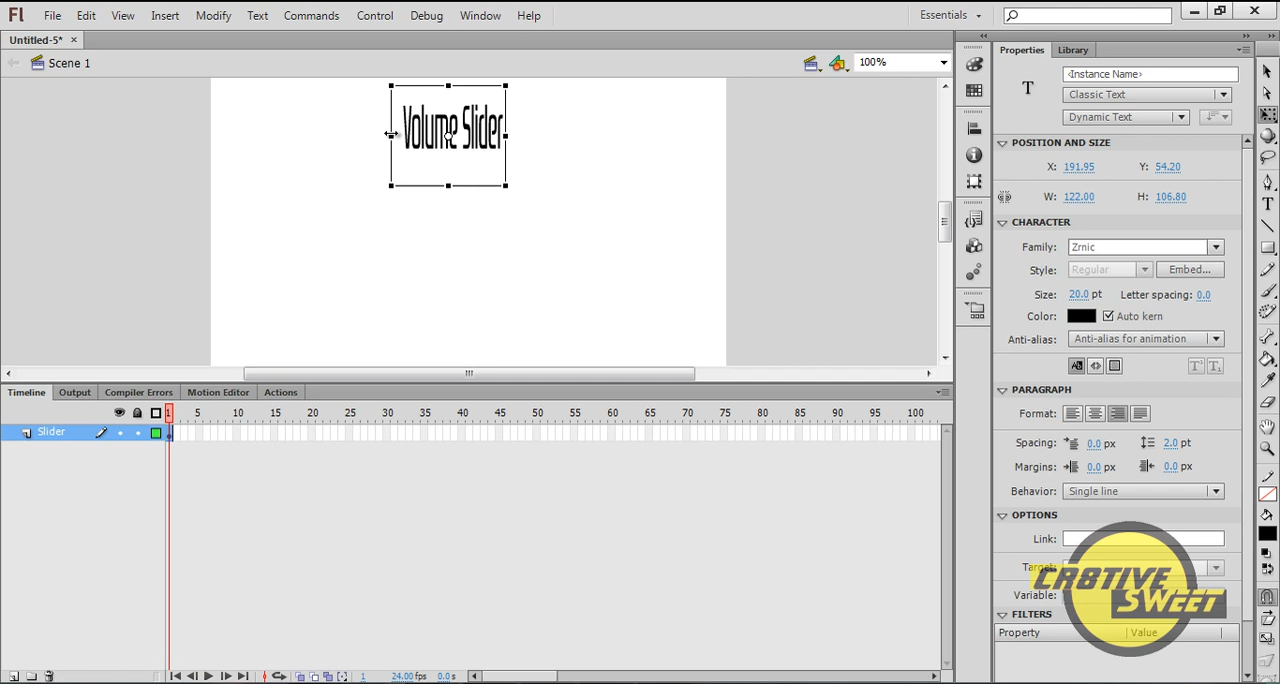 Fl File Edit View Insert Modify Text Commands Control Debug Window Help Essentials
Untitled-5* ×
Scene 1 100%
Properties Library
Volume Slider
<Instance Name>
T Classic Text
Dynamic Text
POSITION AND SIZE
X: 191.95 Y: 54.20
W: 122.00 H: 106.80
CHARACTER
Family: Zrnic
Style: Regular Embed...
Size: 20.0 pt Letter spacing: 0.0
Color: Auto kern
Anti-alias: Anti-alias for animation
PARAGRAPH
Format:
Spacing: 0.0 px 2.0 pt
Margins: 0.0 px 0.0 px
Behavior: Single line
OPTIONS
Link:
Target:
Variable:
FILTERS
Property Value
CR8TIVE
SWEET
Timeline Output Compiler Errors Motion Editor Actions
1 5 10 15 20 25 30 35 40 45 50 55 60 65 70 75 80 85 90 95 100
Slider
1 24.00 fps 0.0 s